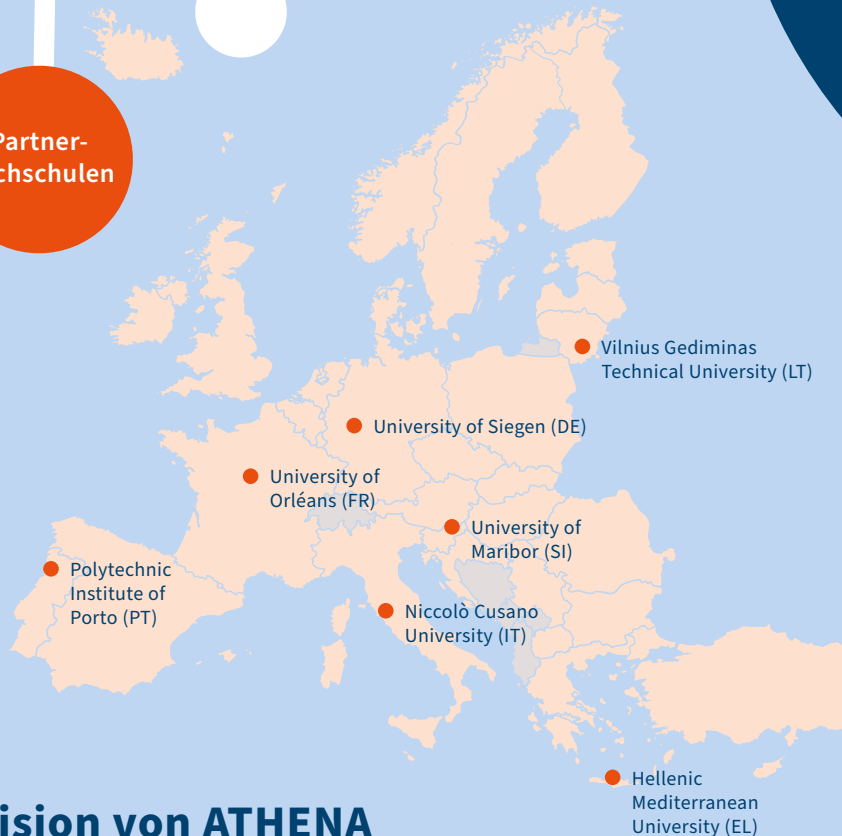 Partner-
chschulen
Vilnius Gediminas
Technical University (LT)
University of Siegen (DE)
University of
Orléans (FR)
University of
Maribor (SI)
Polytechnic
Institute of
Porto (PT)
Niccolò Cusano
University (IT)
Hellenic
Mediterranean
University (EL)
ision von ATHENA